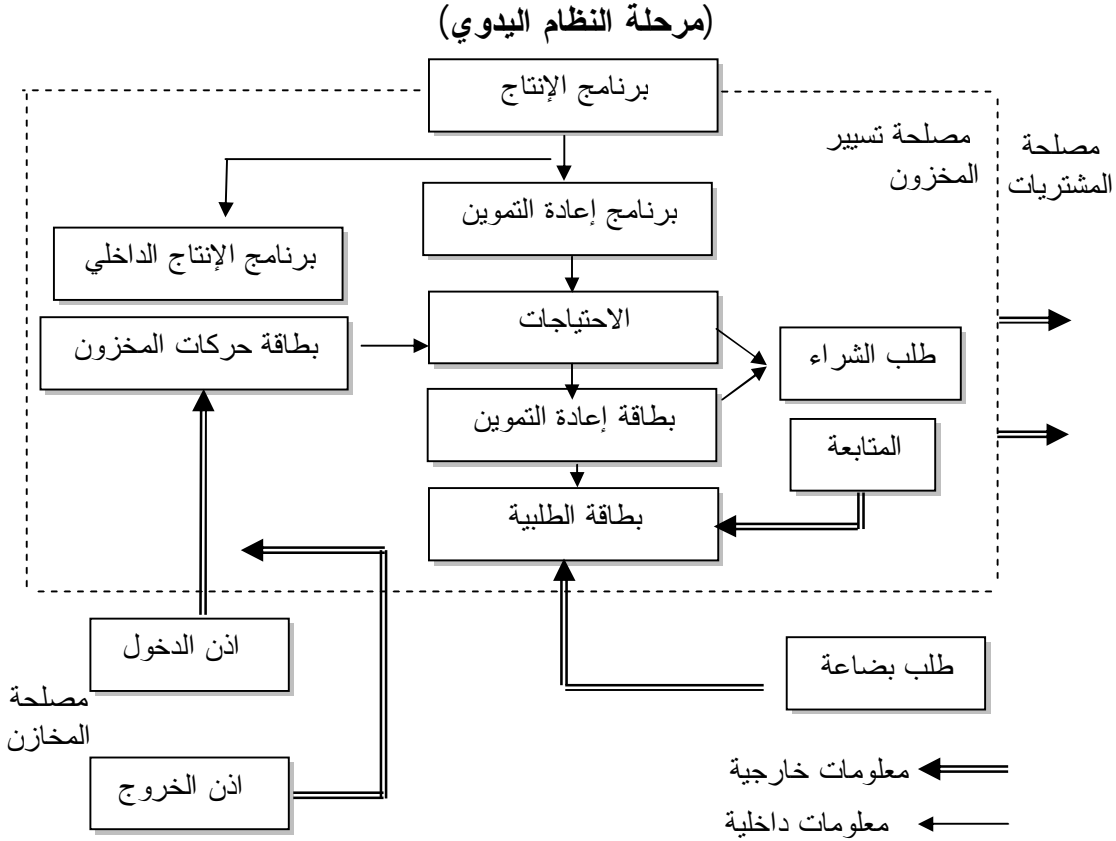 (مرحلة النظام اليدوي)
برنامج الإنتاج
مصلحة تسيير
المخزون
مصلحة
المشتريات
برنامج إعادة التموين
برنامج الإنتاج الداخلي
الاحتياجات
بطاقة حركات المخزون
طلب الشراء
بطاقة إعادة التموين
المتابعة
بطاقة الطلبية
اذن الدخول
طلب بضاعة
مصلحة
المخازن
اذن الخروج
معلومات خارجية
معلومات داخلية